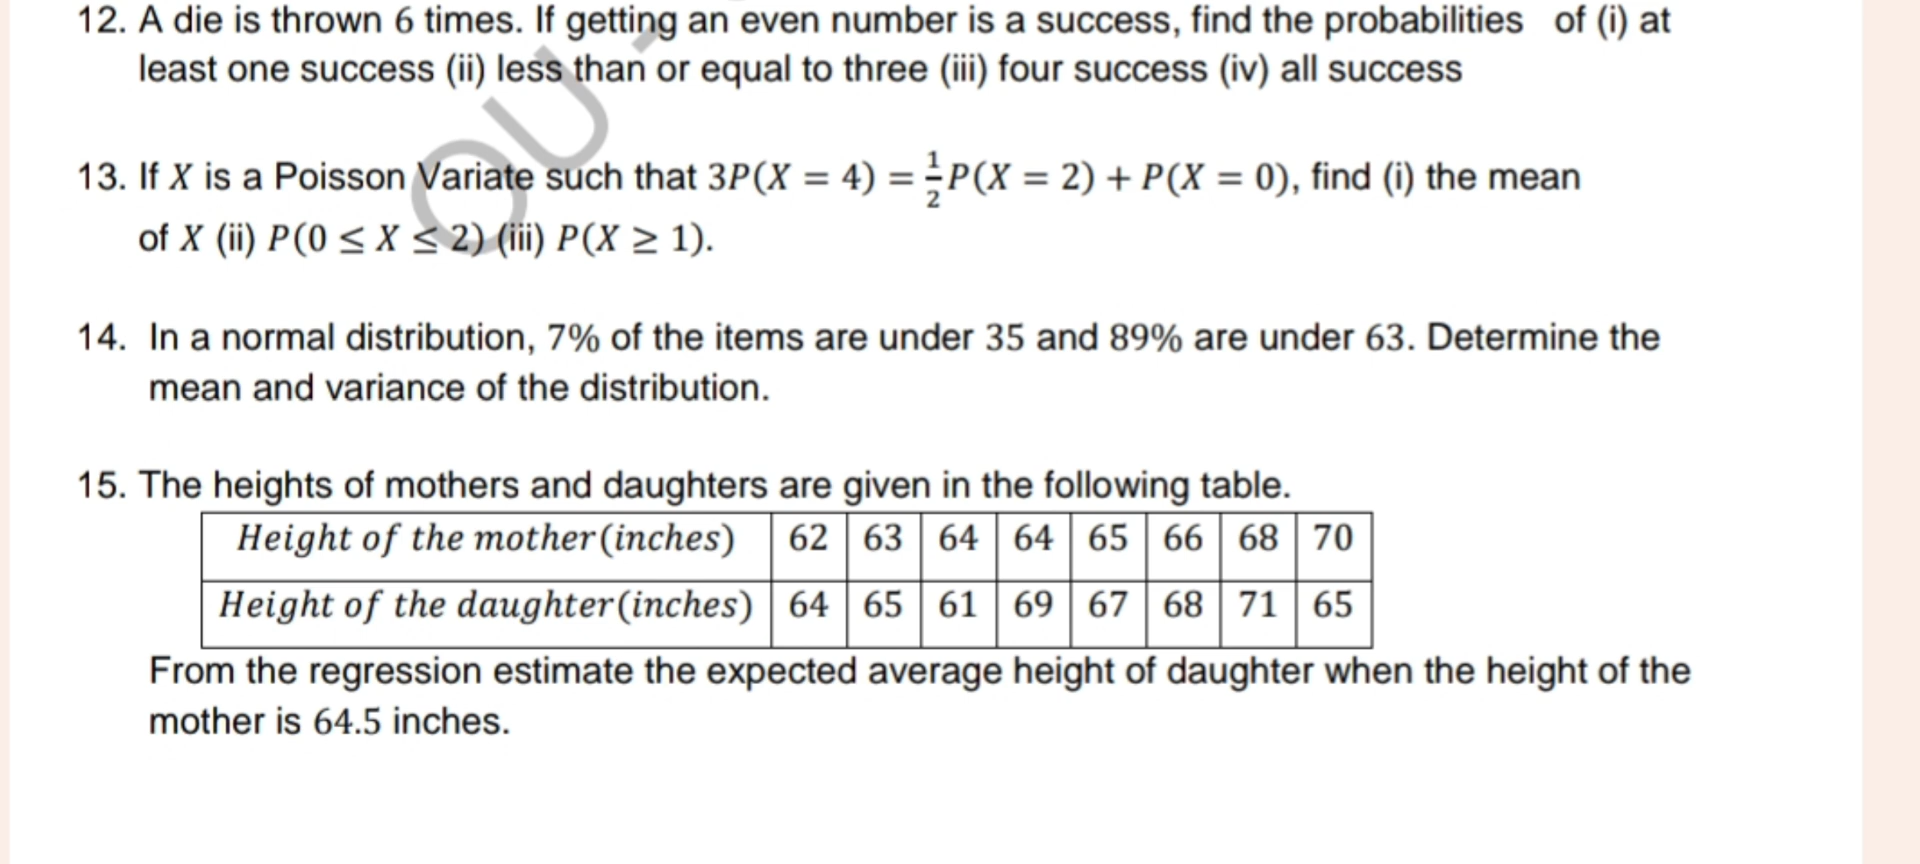 12. A die is thrown 6 times. If getting an even number is a success, find the probabilities of (i) at
least one success (ii) less than or equal to three (iii) four success (iv) all success
13. If X is a Poisson Variate such that 3P(X = 4) = 1/2 P(X = 2) + P(X = 0), find (i) the mean
of X (ii) P(0 ≤ X ≤ 2) (iii) P(X ≥ 1).
14. In a normal distribution, 7% of the items are under 35 and 89% are under 63. Determine the
mean and variance of the distribution.
15. The heights of mothers and daughters are given in the following table.
Height of the mother(inches) 62 63 64 64 65 66 68 70
Height of the daughter(inches) 64 65 61 69 67 68 71 65
From the regression estimate the expected average height of daughter when the height of the
mother is 64.5 inches.
OU -